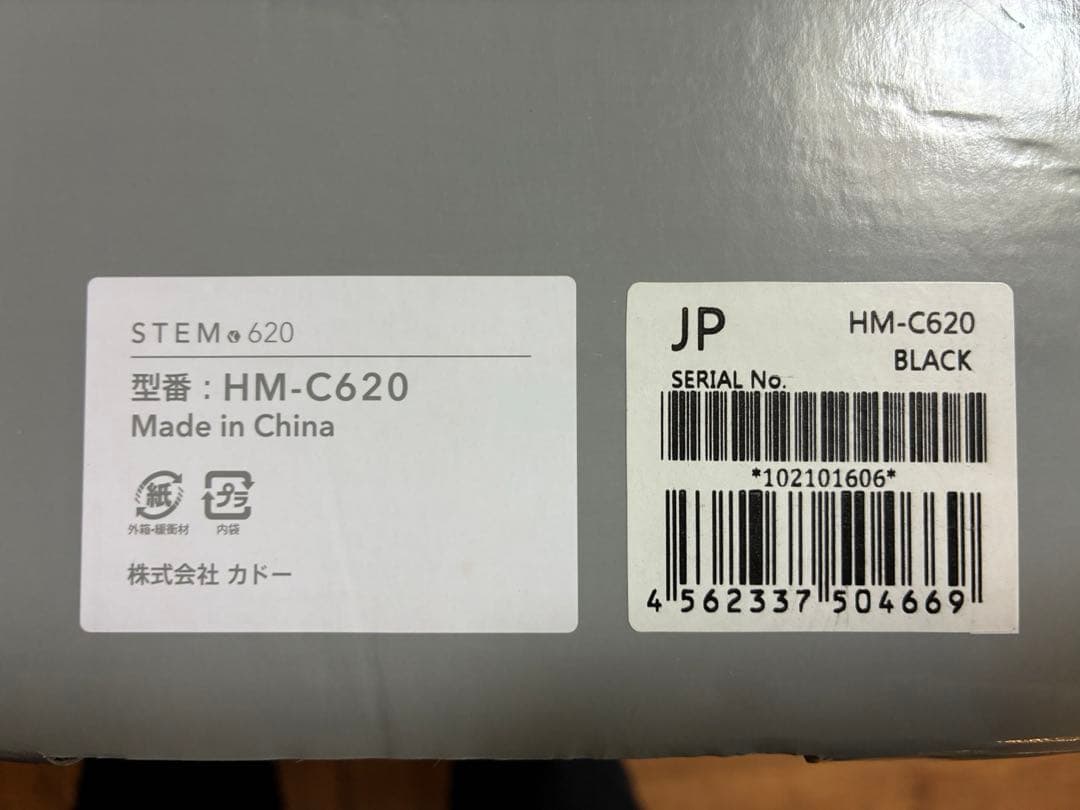 STEM 620
型番 : HM-C620
Made in China
紙
外箱・緩衝材
プラ
内袋
株式会社 カドー
JP
HM-C620
BLACK
SERIAL No.
*102101606*
4 562337 504669